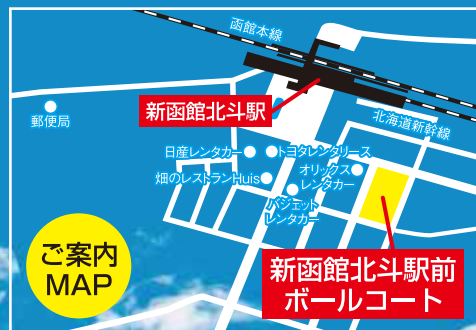 函館本線
新函館北斗駅
郵便局
北海道新幹線
日産レンタカー
トヨタレンタリース
畑のレストランHuis
オリックス
レンタカー
バジェット
レンタカー
ご案内
MAP
新函館北斗駅前
ボールコート